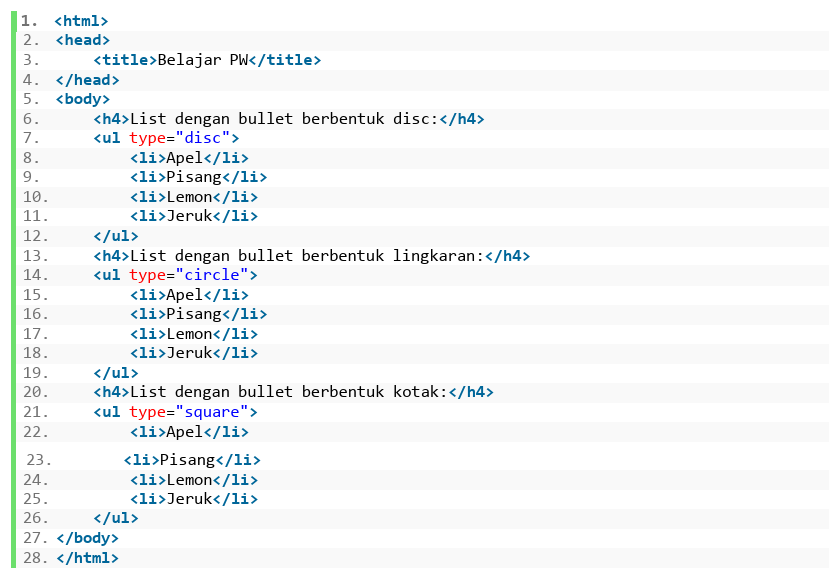 1. <html>
2. <head>
3.     <title>Belajar PW</title>
4. </head>
5. <body>
6.     <h4>List dengan bullet berbentuk disc:</h4>
7.     <ul type="disc">
8.         <li>Apel</li>
9.         <li>Pisang</li>
10.         <li>Lemon</li>
11.         <li>Jeruk</li>
12.     </ul>
13.     <h4>List dengan bullet berbentuk lingkaran:</h4>
14.     <ul type="circle">
15.         <li>Apel</li>
16.         <li>Pisang</li>
17.         <li>Lemon</li>
18.         <li>Jeruk</li>
19.     </ul>
20.     <h4>List dengan bullet berbentuk kotak:</h4>
21.     <ul type="square">
22.         <li>Apel</li>
23.         <li>Pisang</li>
24.         <li>Lemon</li>
25.         <li>Jeruk</li>
26.     </ul>
27. </body>
28. </html>